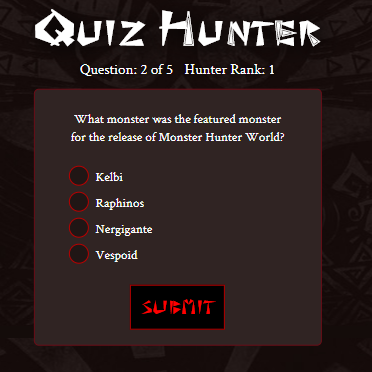 Quiz Hunter
Question: 2 of 5 Hunter Rank: 1
What monster was the featured monster
for the release of Monster Hunter World?
Kelbi
Raphinos
Nergigante
Vespoid
SUBMIT